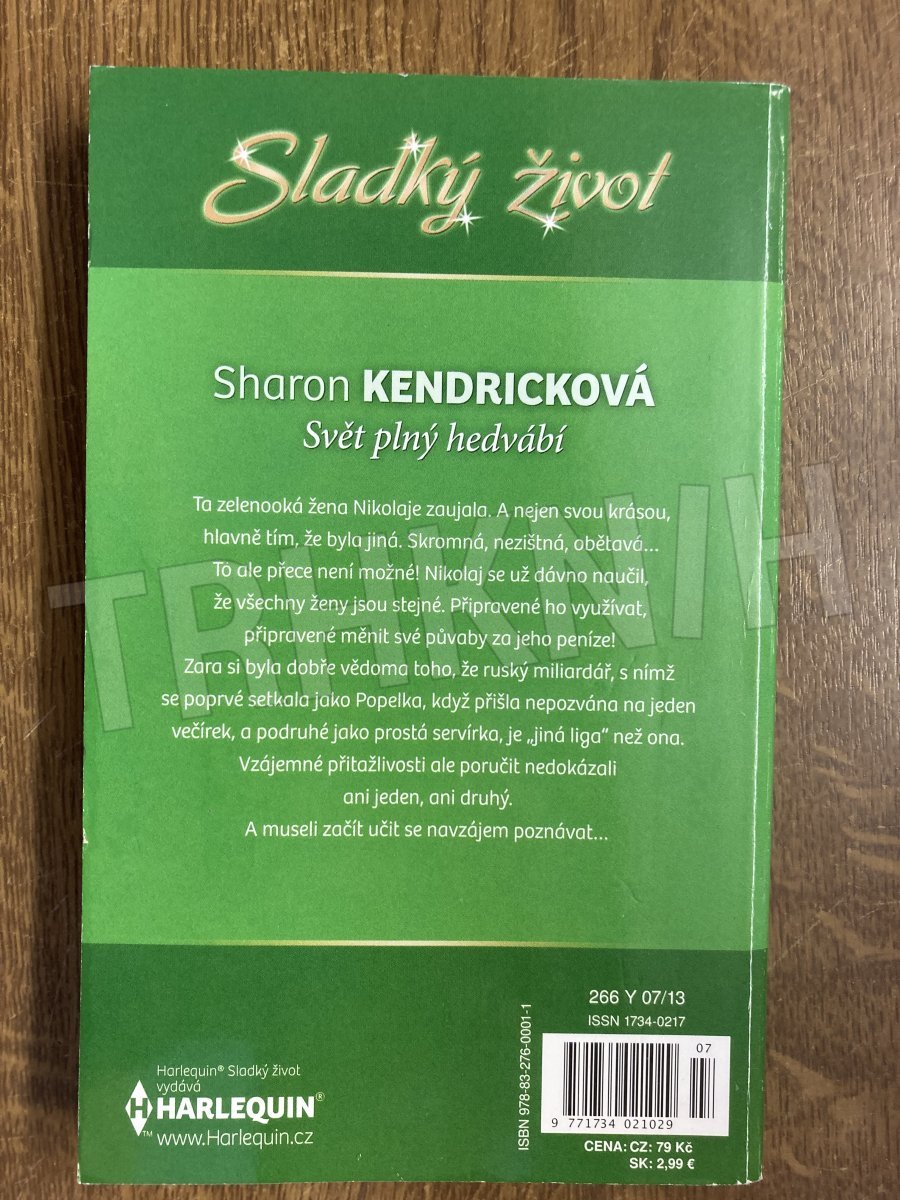 Sladký život
Sharon KENDRICKOVÁ
Svět plný hedvábí
Ta zelenooká žena Nikolaje zaujala. A nejen svou krásou,
hlavně tím, že byla jiná. Skromná, nezištná, obětavá...
To ale přece není možné! Nikolaj se už dávno naučil,
že všechny ženy jsou stejné. Připravené ho využívat,
připravené měnit své půvaby za jeho peníze!
Zara si byla dobře vědoma toho, že ruský miliardář, s nímž
se poprvé setkala jako Popelka, když přišla nepozvána na jeden
večírek, a podruhé jako prostá servírka, je „jiná liga“ než ona.
Vzájemné přitažlivosti ale poručit nedokázali
ani jeden, ani druhý.
A museli začít učit se navzájem poznávat...
TRHKNIH
Harlequin® Sladký život
vydává
H HARLEQUIN®
™ www.Harlequin.cz
ISBN 978-83-276-0001-1
266 Y 07/13
ISSN 1734-0217
07
9 771734 021029
CENA: CZ: 79 Kč
SK: 2,99 €